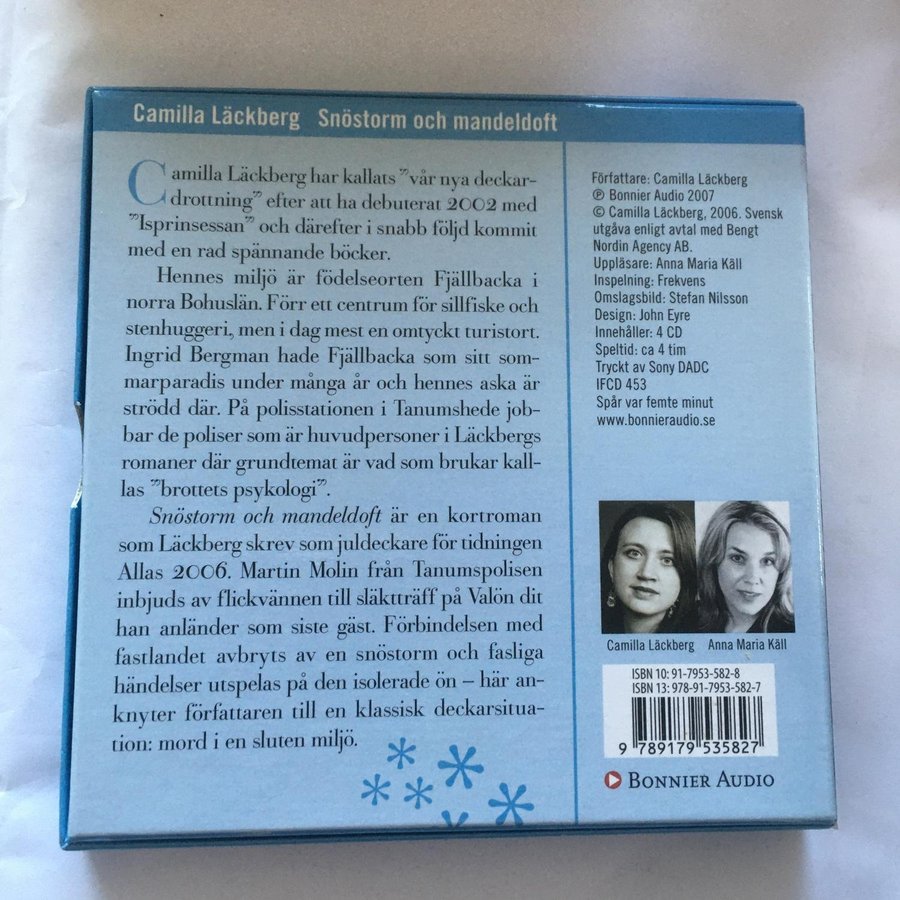 Camilla Läckberg Snöstorm och mandeldoft
Camilla Läckberg har kallats ”vår nya deckar-
drottning” efter att ha debuterat 2002 med
”Isprinsessan” och därefter i snabb följd kommit
med en rad spännande böcker.
Hennes miljö är födelseorten Fjällbacka i
norra Bohuslän. Förr ett centrum för sillfiske och
stenhuggeri, men i dag mest en omtyckt turistort.
Ingrid Bergman hade Fjällbacka som sitt som-
marparadis under många år och hennes aska är
strödd där. På polisstationen i Tanumshede job-
bar de poliser som är huvudpersoner i Läckbergs
romaner där grundtemat är vad som brukar kal-
las ”brottets psykologi”.
Snöstorm och mandeldoft är en kortroman
som Läckberg skrev som juldeckare för tidningen
Allas 2006. Martin Molin från Tanumspolisen
inbjuds av flickvännen till släktträff på Valön dit
han anländer som siste gäst. Förbindelsen med
fastlandet avbryts av en snöstorm och fasliga
händelser utspelas på den isolerade ön – här an-
knyter författaren till en klassisk deckarsitua-
tion: mord i en sluten miljö.
Författare: Camilla Läckberg
℗ Bonnier Audio 2007
© Camilla Läckberg, 2006. Svensk
utgåva enligt avtal med Bengt
Nordin Agency AB.
Uppläsare: Anna Maria Käll
Inspelning: Frekvens
Omslagsbild: Stefan Nilsson
Design: John Eyre
Innehåller: 4 CD
Speltid: ca 4 tim
Tryckt av Sony DADC
IFCD 453
Spår var femte minut
www.bonnieraudio.se
Camilla Läckberg Anna Maria Käll
ISBN 10: 91-7953-582-8
ISBN 13: 978-91-7953-582-7
9 789179 535827
BONNIER AUDIO